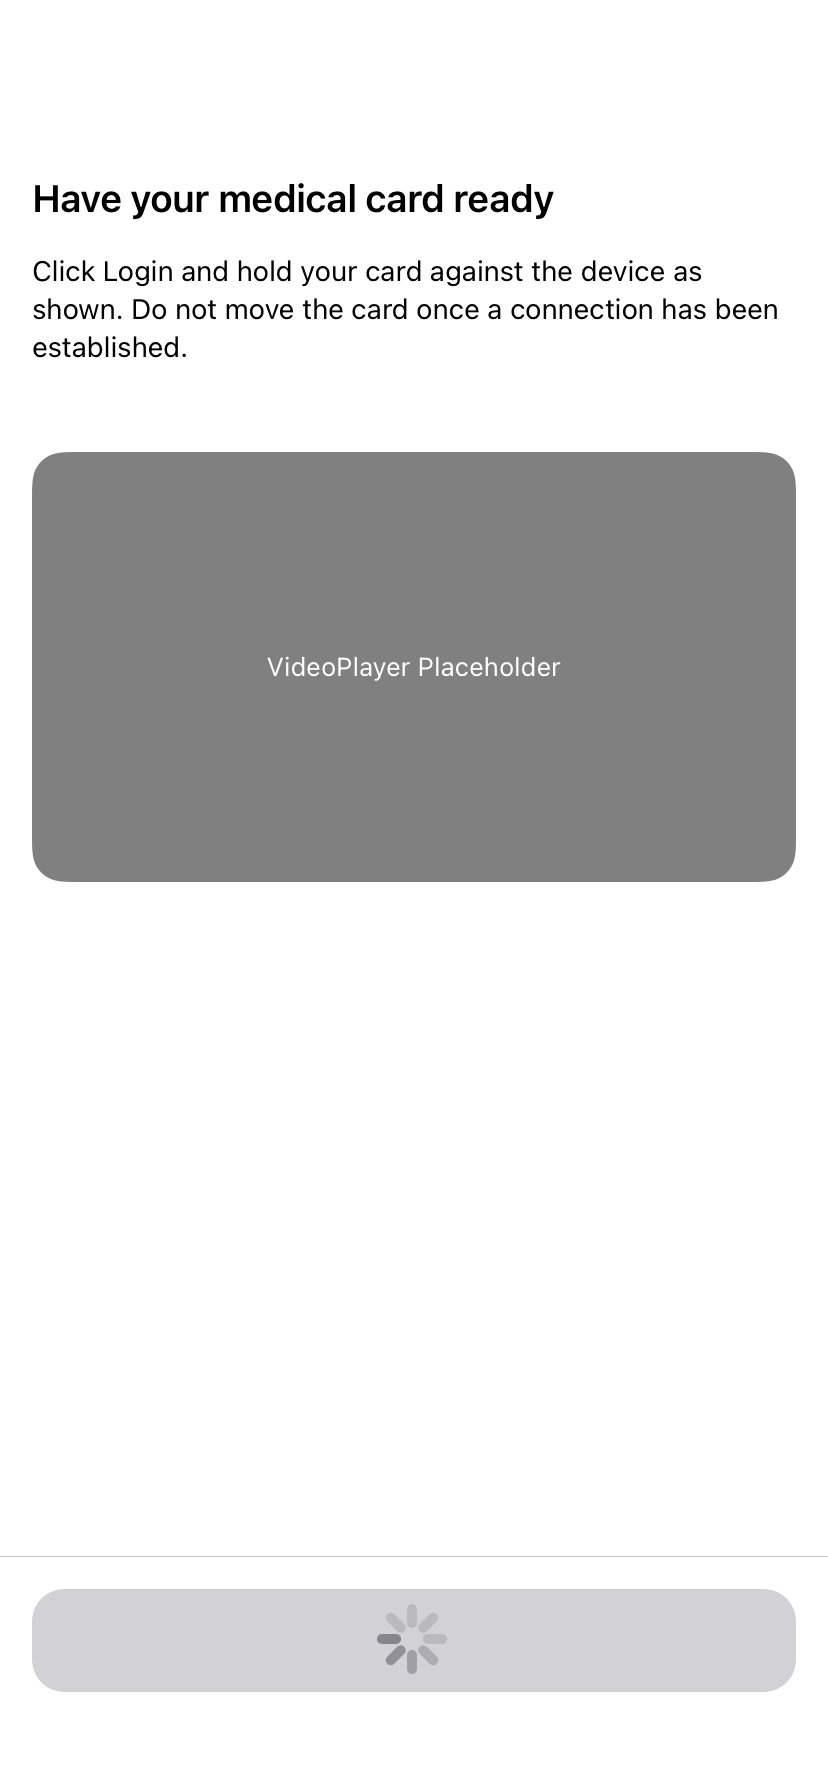 Have your medical card ready
Click Login and hold your card against the device as
shown. Do not move the card once a connection has been
established.
VideoPlayer Placeholder